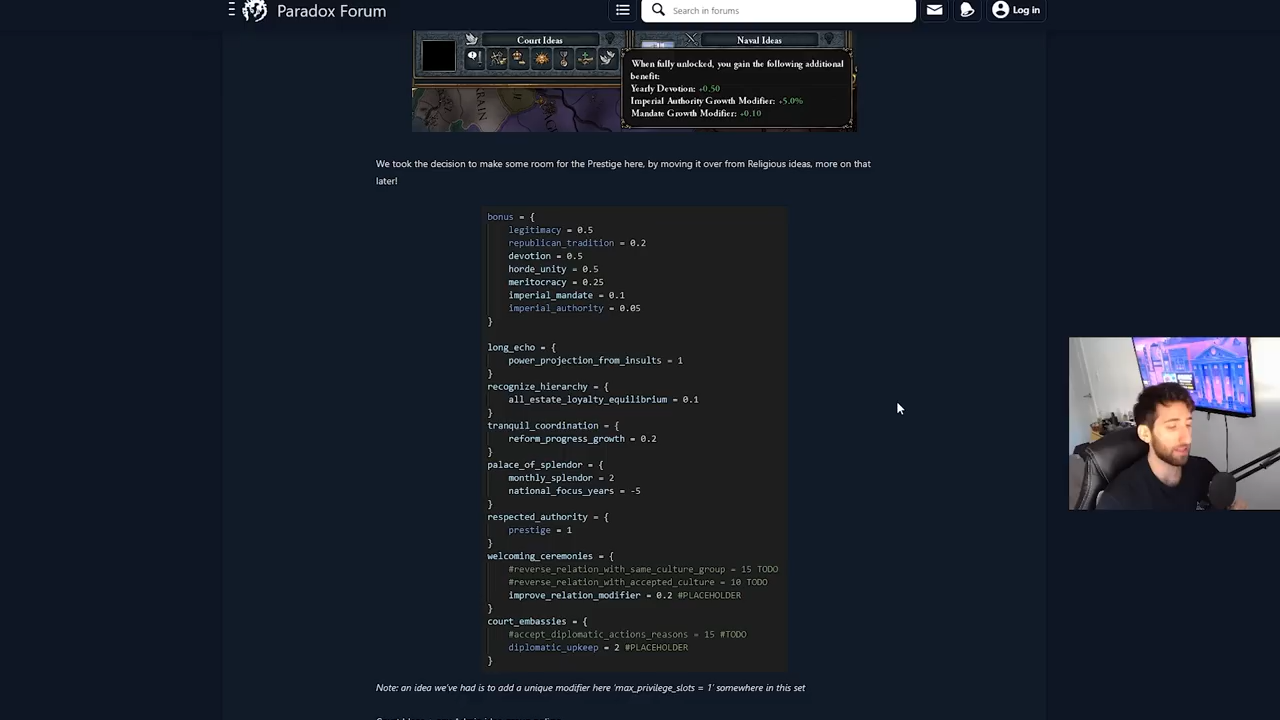 Paradox Forum
Search in forums
Log in
Court Ideas
Naval Ideas
When fully unlocked, you gain the following additional
benefit:
Yearly Devotion: +0.50
Imperial Authority Growth Modifier: +5.0%
Mandate Growth Modifier: +0.10
We took the decision to make some room for the Prestige here, by moving it over from Religious ideas, more on that
later!
bonus = {
legitimacy = 0.5
republican_tradition = 0.2
devotion = 0.5
horde_unity = 0.5
meritocracy = 0.25
imperial_mandate = 0.1
imperial_authority = 0.05
}
long_echo = {
power_projection_from_insults = 1
}
recognize_hierarchy = {
all_estate_loyalty_equilibrium = 0.1
}
tranquil_coordination = {
reform_progress_growth = 0.2
}
palace_of_splendor = {
monthly_splendor = 2
national_focus_years = -5
}
respected_authority = {
prestige = 1
}
welcoming_ceremonies = {
#reverse_relation_with_same_culture_group = 15 TODO
#reverse_relation_with_accepted_culture = 10 TODO
improve_relation_modifier = 0.2 #PLACEHOLDER
}
court_embassies = {
#accept_diplomatic_actions_reasons = 15 #TODO
diplomatic_upkeep = 2 #PLACEHOLDER
}
Note: an idea we've had is to add a unique modifier here 'max_privilege_slots = 1' somewhere in this set